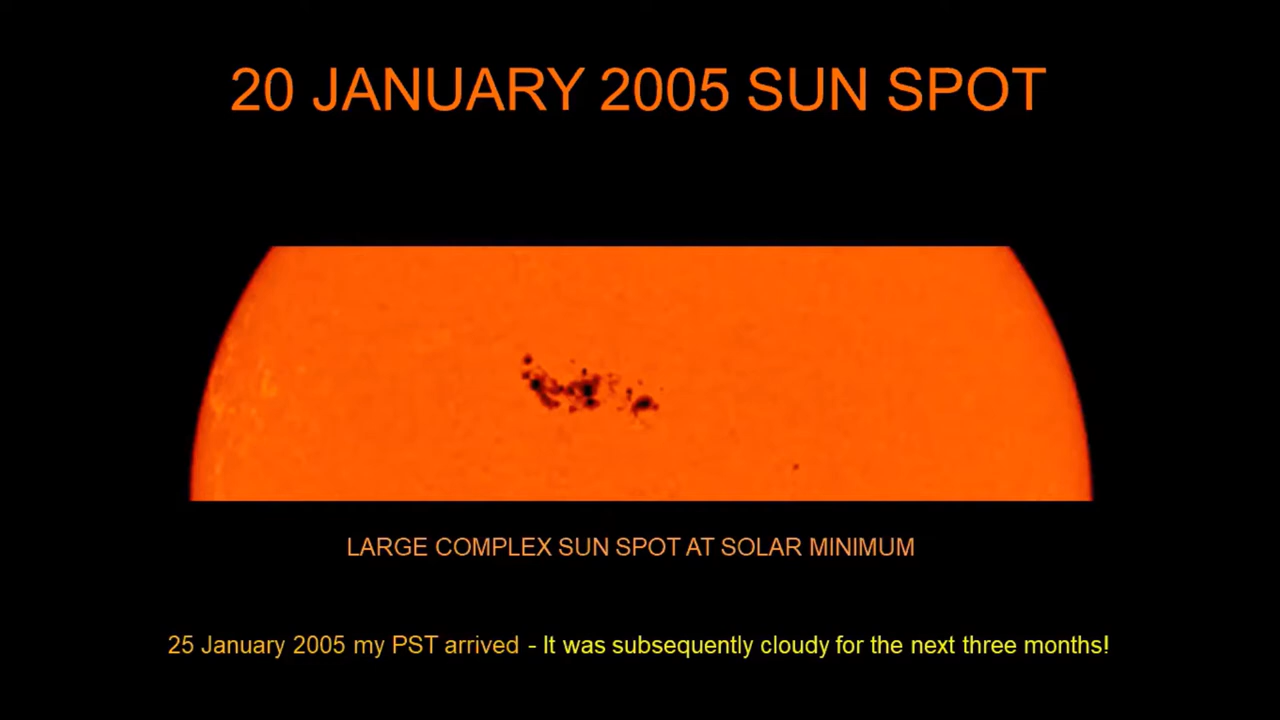 20 JANUARY 2005 SUN SPOT
LARGE COMPLEX SUN SPOT AT SOLAR MINIMUM
25 January 2005 my PST arrived - It was subsequently cloudy for the next three months!